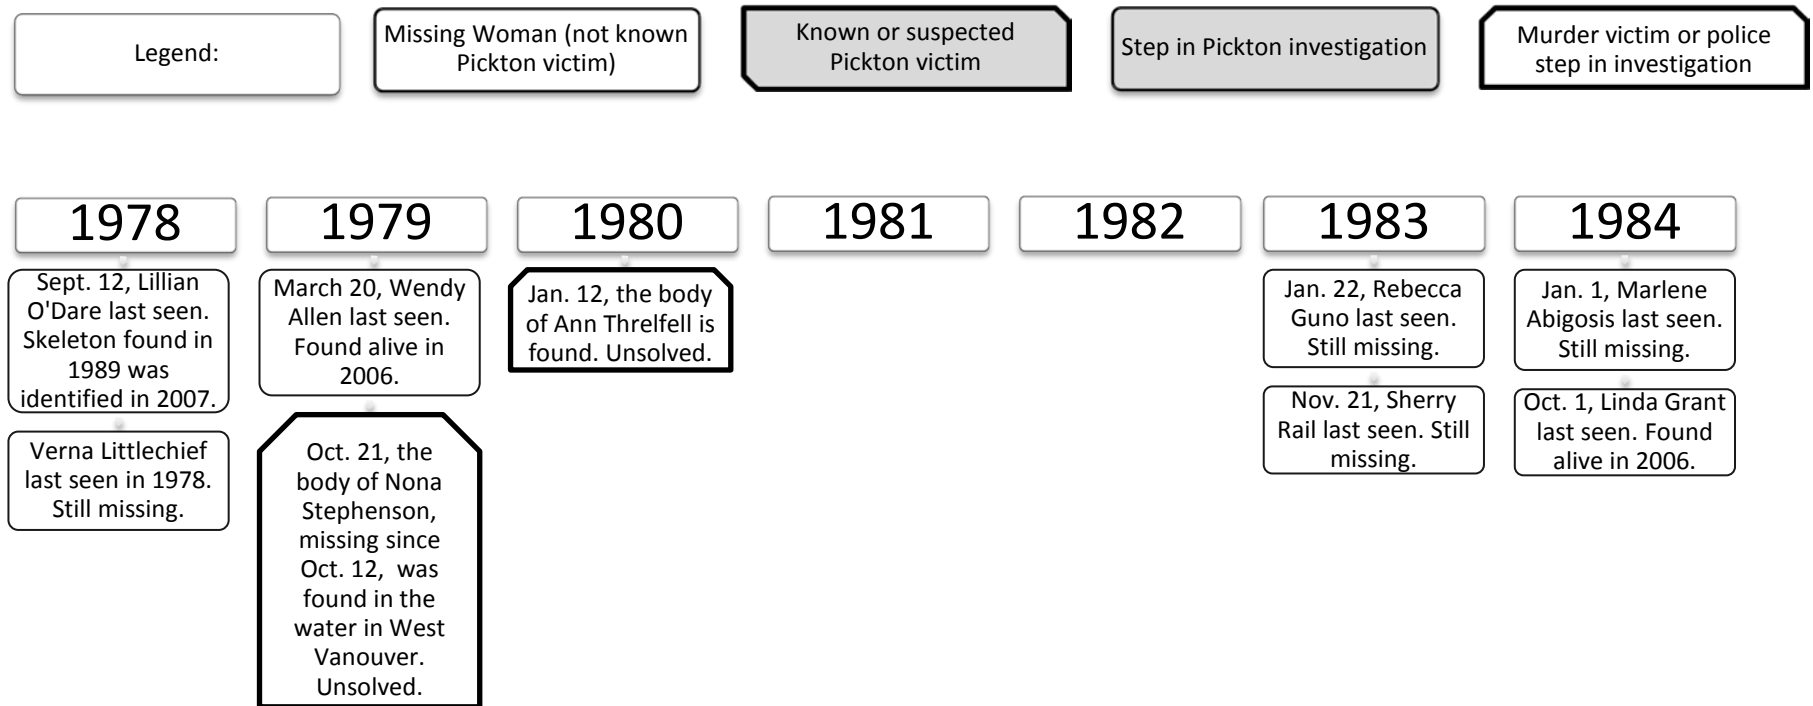 Legend:
Missing Woman (not known
Pickton victim)
Known or suspected
Pickton victim
Step in Pickton investigation
Murder victim or police
step in investigation
1978
Sept. 12, Lillian
O'Dare last seen.
Skeleton found in
1989 was
identified in 2007.
Verna Littlechief
last seen in 1978.
Still missing.
1979
March 20, Wendy
Allen last seen.
Found alive in
2006.
Oct. 21, the
body of Nona
Stephenson,
missing since
Oct. 12, was
found in the
water in West
Vanouver.
Unsolved.
1980
Jan. 12, the body
of Ann Threlfell is
found. Unsolved.
1981
1982
1983
Jan. 22, Rebecca
Guno last seen.
Still missing.
Nov. 21, Sherry
Rail last seen. Still
missing.
1984
Jan. 1, Marlene
Abigosis last seen.
Still missing.
Oct. 1, Linda Grant
last seen. Found
alive in 2006.